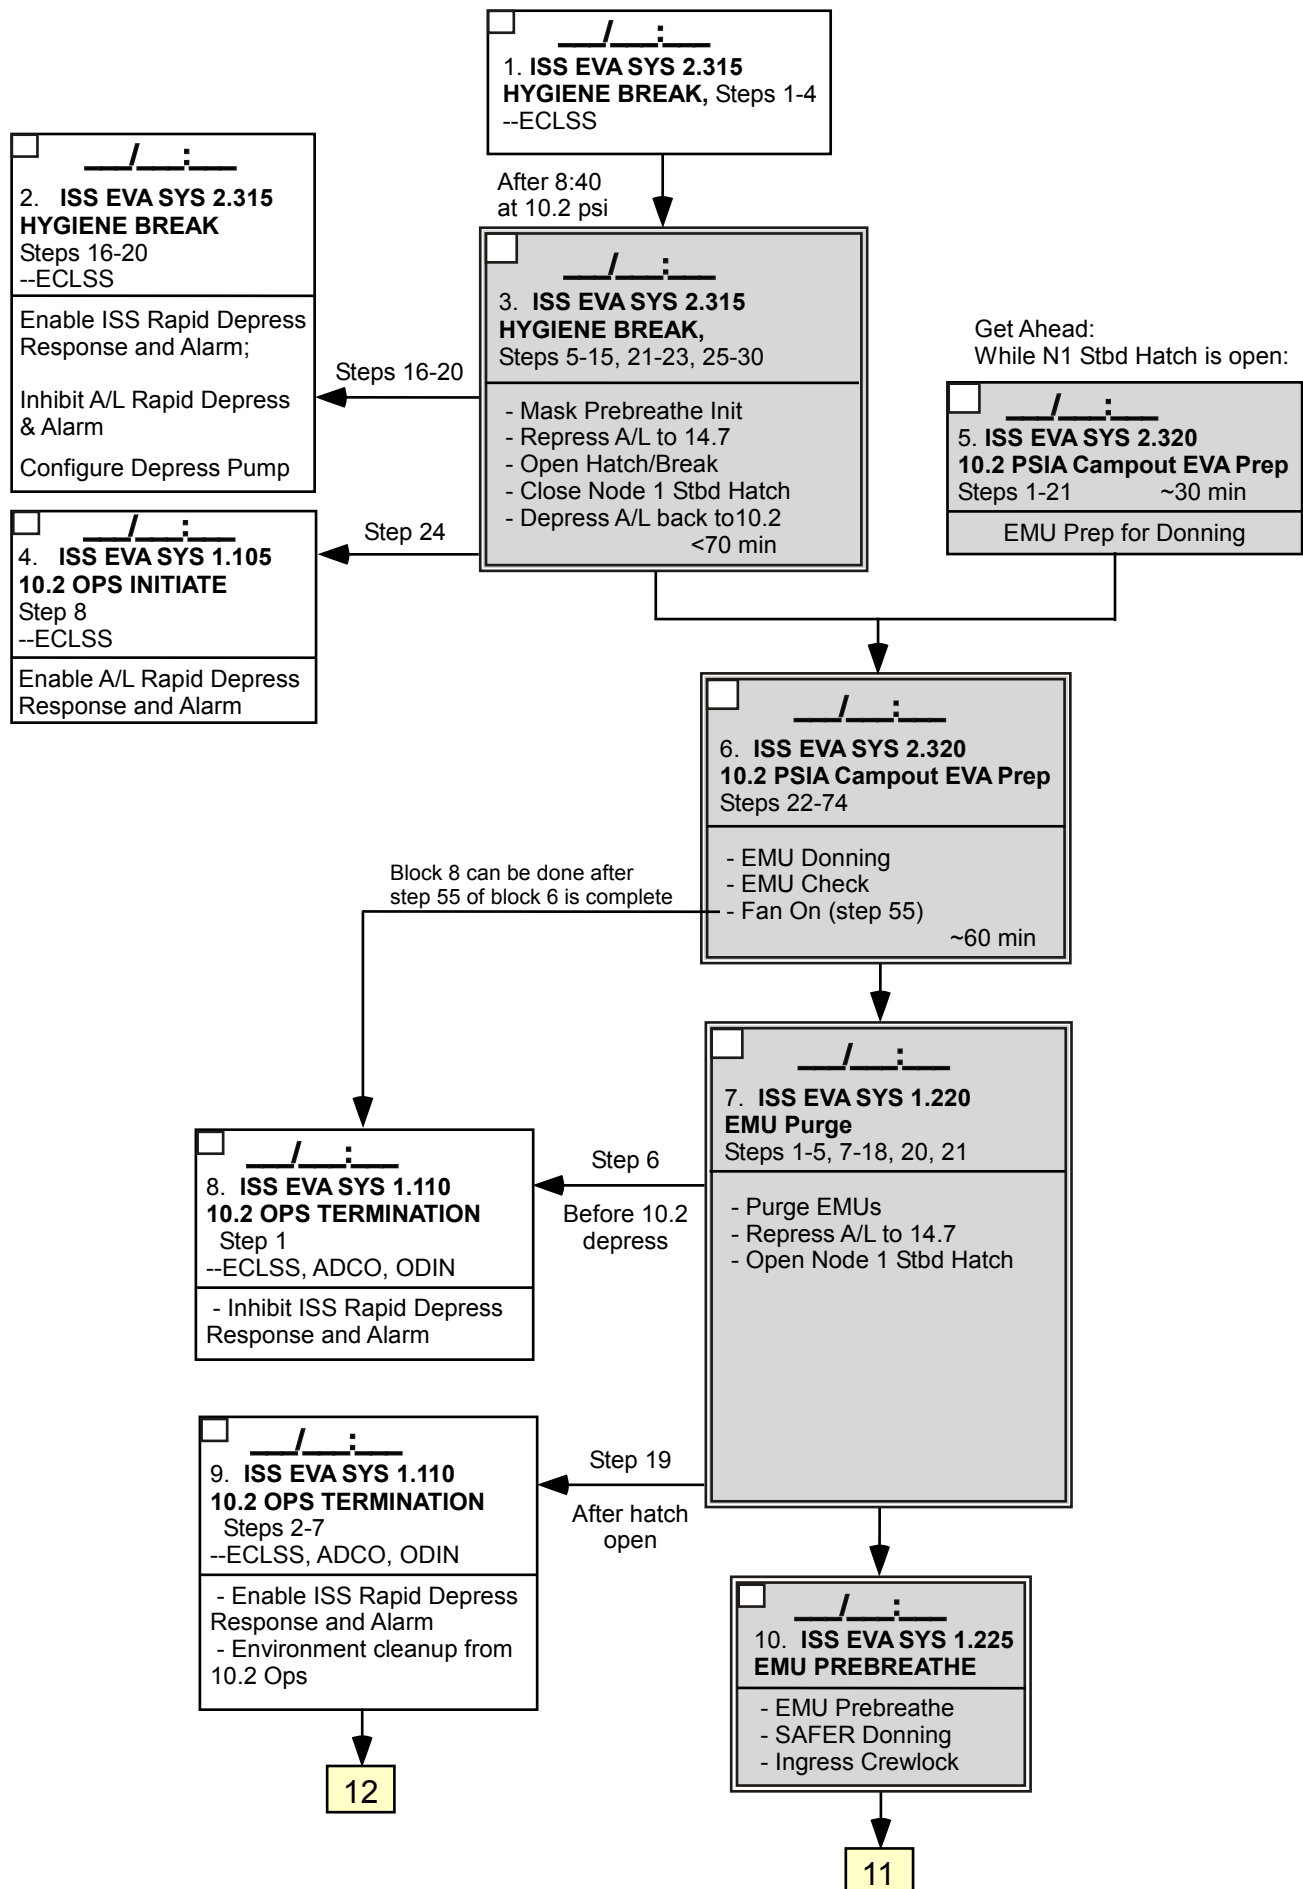 ___/___:___
1. ISS EVA SYS 2.315
HYGIENE BREAK, Steps 1-4
--ECLSS
After 8:40
at 10.2 psi
___/___:___
2. ISS EVA SYS 2.315
HYGIENE BREAK
Steps 16-20
--ECLSS
Enable ISS Rapid Depress
Response and Alarm;
Inhibit A/L Rapid Depress
& Alarm
Configure Depress Pump
Steps 16-20
___/___:___
3. ISS EVA SYS 2.315
HYGIENE BREAK,
Steps 5-15, 21-23, 25-30
- Mask Prebreathe Init
- Repress A/L to 14.7
- Open Hatch/Break
- Close Node 1 Stbd Hatch
- Depress A/L back to10.2
<70 min
Step 24
___/___:___
4. ISS EVA SYS 1.105
10.2 OPS INITIATE
Step 8
--ECLSS
Enable A/L Rapid Depress
Response and Alarm
Get Ahead:
While N1 Stbd Hatch is open:
___/___:___
5. ISS EVA SYS 2.320
10.2 PSIA Campout EVA Prep
Steps 1-21 ~30 min
EMU Prep for Donning
___/___:___
6. ISS EVA SYS 2.320
10.2 PSIA Campout EVA Prep
Steps 22-74
- EMU Donning
- EMU Check
- Fan On (step 55)
~60 min
Block 8 can be done after
step 55 of block 6 is complete
___/___:___
7. ISS EVA SYS 1.220
EMU Purge
Steps 1-5, 7-18, 20, 21
- Purge EMUs
- Repress A/L to 14.7
- Open Node 1 Stbd Hatch
Step 6
Before 10.2
depress
___/___:___
8. ISS EVA SYS 1.110
10.2 OPS TERMINATION
Step 1
--ECLSS, ADCO, ODIN
- Inhibit ISS Rapid Depress
Response and Alarm
Step 19
After hatch
open
___/___:___
9. ISS EVA SYS 1.110
10.2 OPS TERMINATION
Steps 2-7
--ECLSS, ADCO, ODIN
- Enable ISS Rapid Depress
Response and Alarm
- Environment cleanup from
10.2 Ops
12
___/___:___
10. ISS EVA SYS 1.225
EMU PREBREATHE
- EMU Prebreathe
- SAFER Donning
- Ingress Crewlock
11